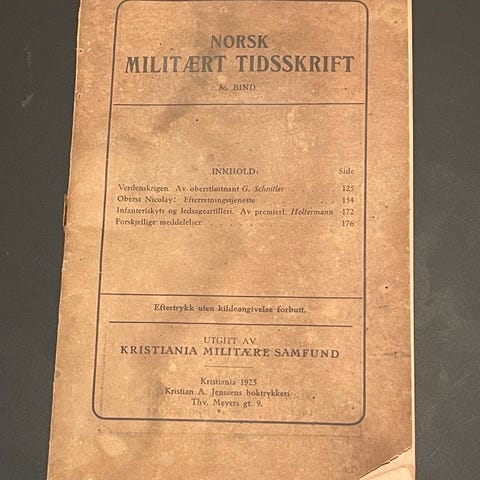 NORSK
MILITÆRT TIDSSKRIFT
86. BIND
INNHOLD: Side
Verdenskrigen. Av oberstløitnant G. Schnitler . . 125
Oberst Nicolay: Efterretningstjeneste . . . 154
Infanteriskyts og ledsageartilleri. Av premierl. Holtermann 172
Forskjellige meddelelser . . . . . . . . 176
Eftertrykk uten kildeangivelse forbutt.
UTGITT AV
KRISTIANIA MILITÆRE SAMFUND
Kristiania 1923
Kristian A. Jenssens boktrykkeri
Thv. Meyers gt. 9.